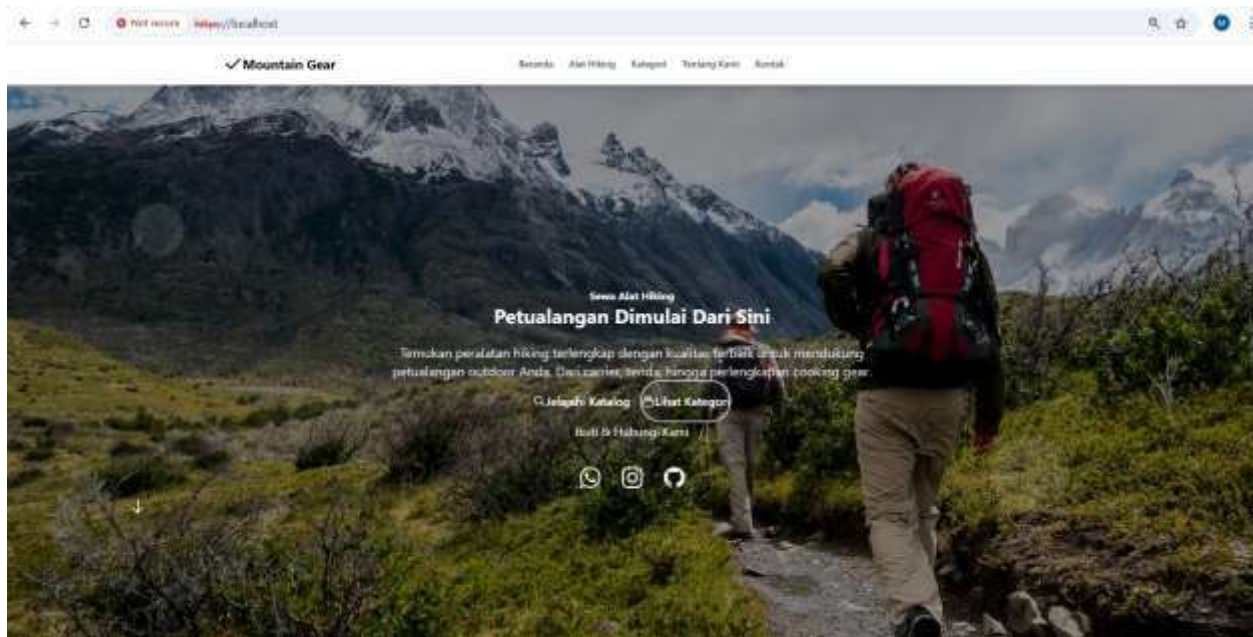 Not secure https://localhost
Mountain Gear
Beranda Alat Hiking Kategori Tentang Kami Kontak
Sewa Alat Hiking
Petualangan Dimulai Dari Sini
Temukan peralatan hiking terlengkap dengan kualitas terbaik untuk mendukung
petualangan outdoor Anda. Dari carrier, tenda, hingga perlengkapan cooking gear.
Jelajahi Katalog Lihat Kategori
Ikuti & Hubungi Kami